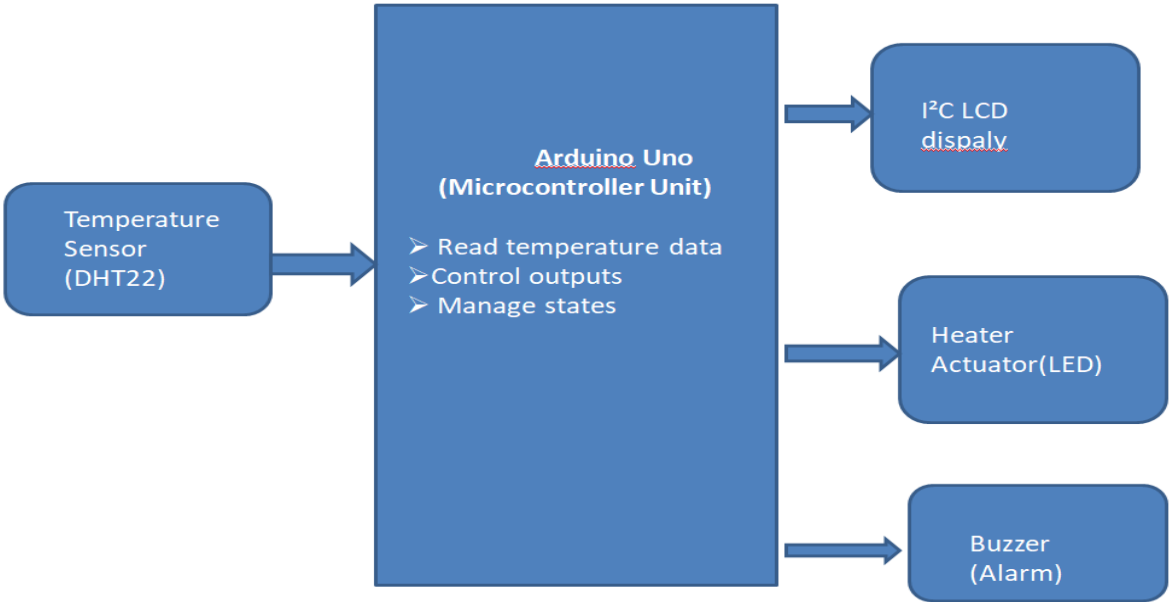 Temperature
Sensor
(DHT22)
Arduino Uno
(Microcontroller Unit)
➢ Read temperature data
➢Control outputs
➢ Manage states
I²C LCD
dispaly
Heater
Actuator(LED)
Buzzer
(Alarm)